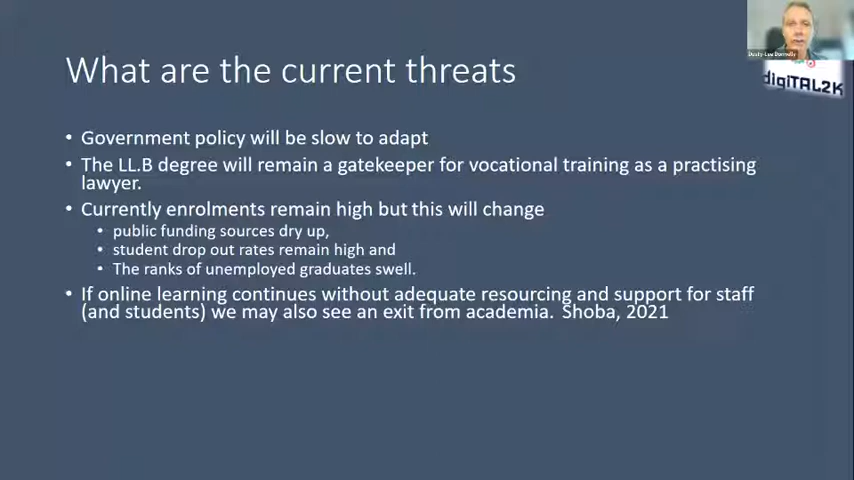 Dusty-Lee Donnelly
What are the current threats
digiTAL2K
• Government policy will be slow to adapt
• The LL.B degree will remain a gatekeeper for vocational training as a practising
lawyer.
• Currently enrolments remain high but this will change
• public funding sources dry up,
• student drop out rates remain high and
• The ranks of unemployed graduates swell.
• If online learning continues without adequate resourcing and support for staff
(and students) we may also see an exit from academia. Shoba, 2021